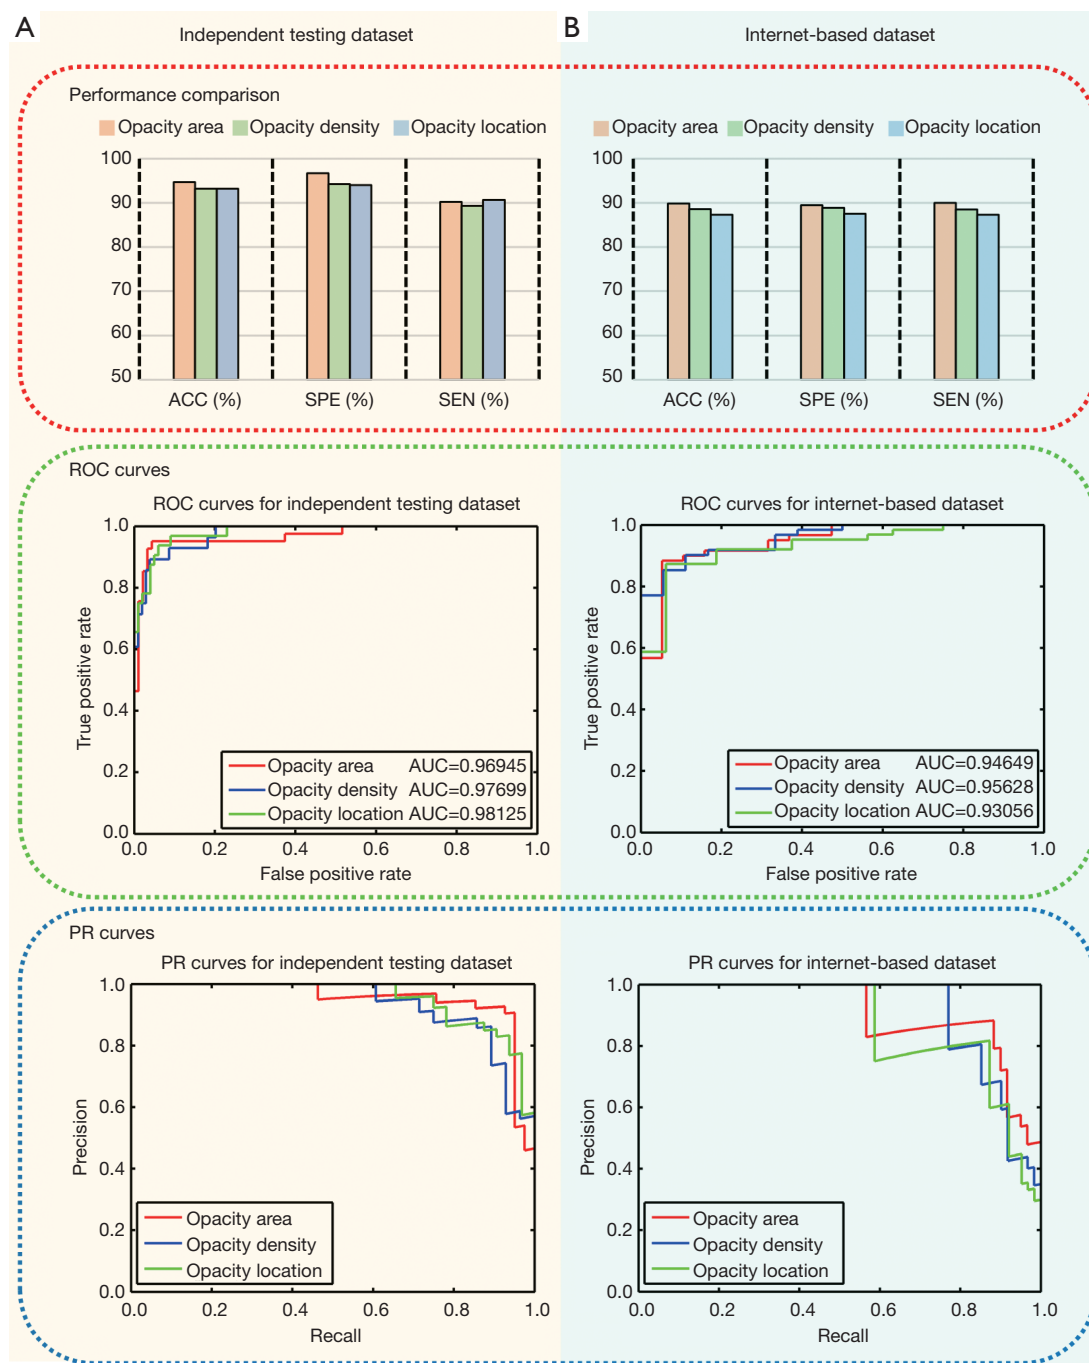 A
Independent testing dataset
B
Internet-based dataset
Performance comparison
Opacity area Opacity density Opacity location
100
90
80
70
60
50
ACC (%) SPE (%) SEN (%)
Opacity area Opacity density Opacity location
100
90
80
70
60
50
ACC (%) SPE (%) SEN (%)
ROC curves
ROC curves for independent testing dataset
True positive rate
1.0
0.8
0.6
0.4
0.2
0.0
Opacity area AUC=0.96945
Opacity density AUC=0.97699
Opacity location AUC=0.98125
0.0 0.2 0.4 0.6 0.8 1.0
False positive rate
ROC curves for internet-based dataset
True positive rate
1.0
0.8
0.6
0.4
0.2
0.0
Opacity area AUC=0.94649
Opacity density AUC=0.95628
Opacity location AUC=0.93056
0.0 0.2 0.4 0.6 0.8 1.0
False positive rate
PR curves
PR curves for independent testing dataset
Precision
1.0
0.8
0.6
0.4
0.2
0.0
Opacity area
Opacity density
Opacity location
0.0 0.2 0.4 0.6 0.8 1.0
Recall
PR curves for internet-based dataset
Precision
1.0
0.8
0.6
0.4
0.2
0.0
Opacity area
Opacity density
Opacity location
0.0 0.2 0.4 0.6 0.8 1.0
Recall